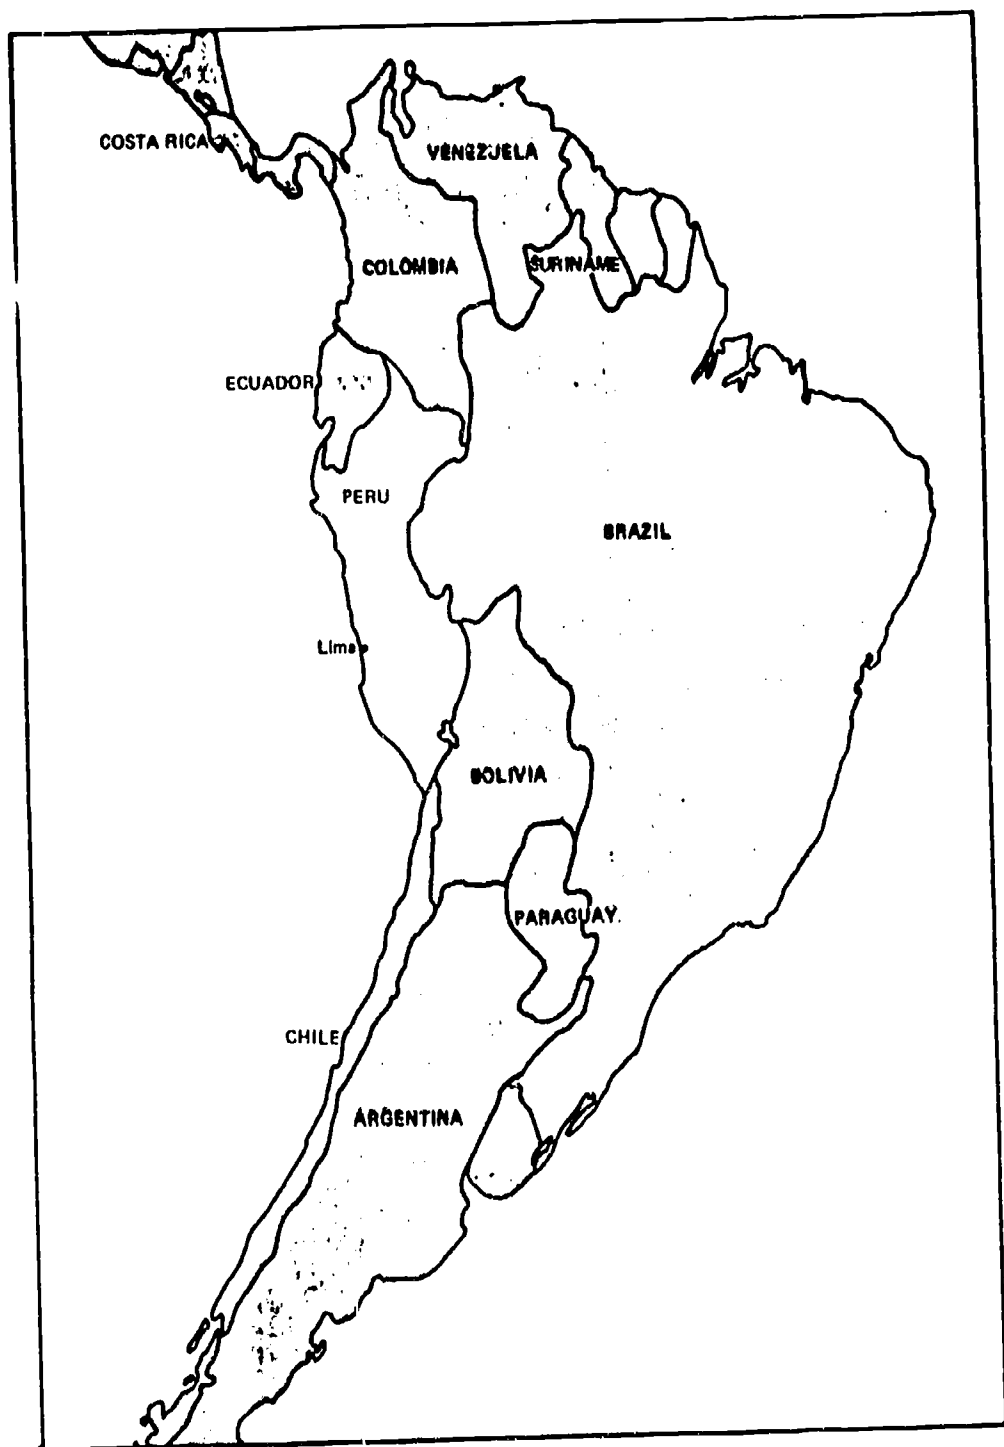 COSTA RICA
VENEZUELA
COLOMBIA
SURINAME
ECUADOR
PERU
BRAZIL
Lima
BOLIVIA
PARAGUAY.
CHILE
ARGENTINA